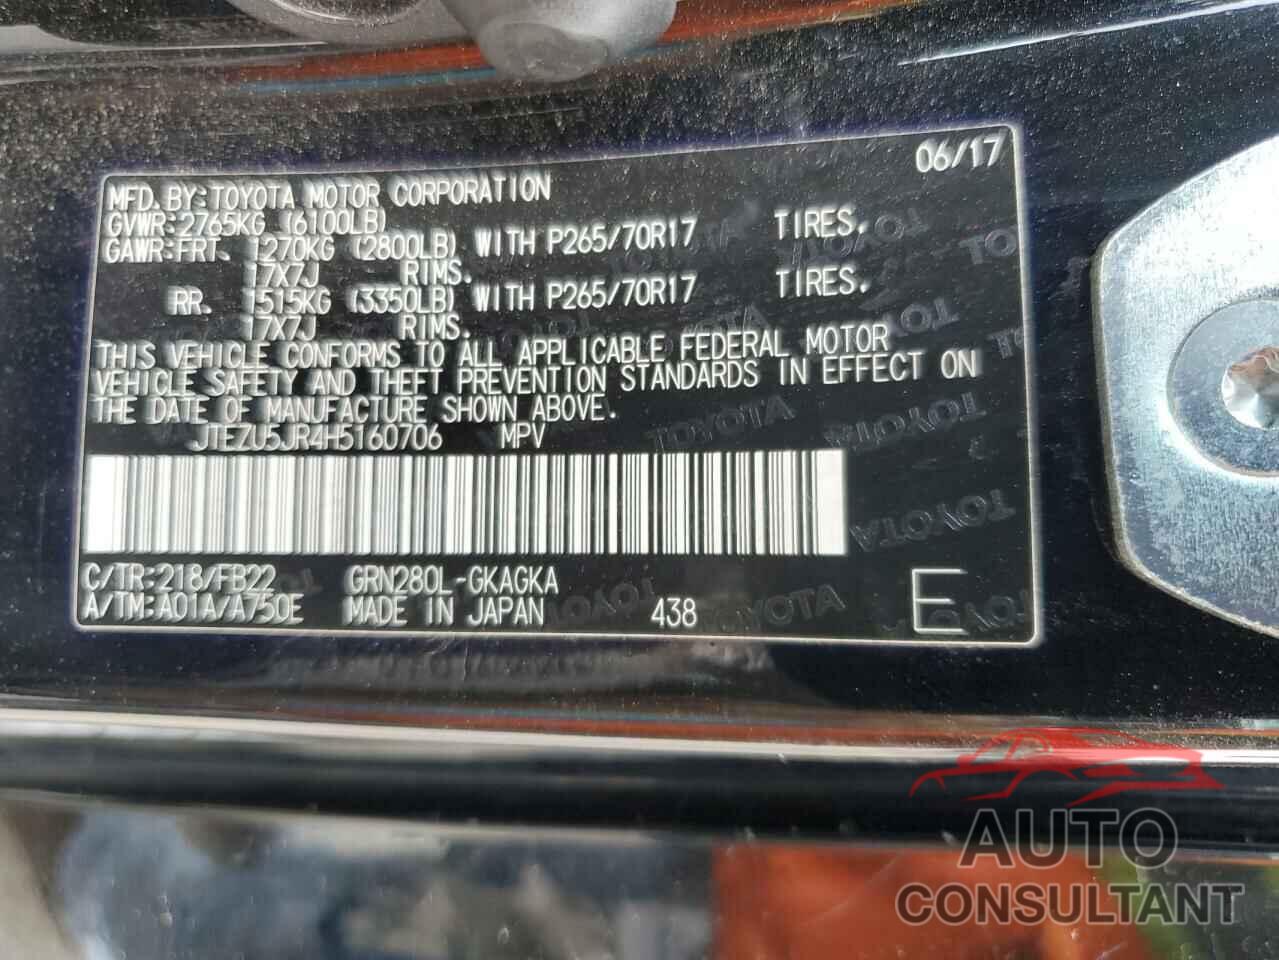 06/17
MFD. BY: TOYOTA MOTOR CORPORATION
GVWR: 2765KG (6100LB)
GAWR: FRT. 1270KG (2800LB) WITH P265/70R17 TIRES.
17X7J RIMS.
RR. 1515KG (3350LB) WITH P265/70R17 TIRES.
17X7J RIMS.
THIS VEHICLE CONFORMS TO ALL APPLICABLE FEDERAL MOTOR
VEHICLE SAFETY AND THEFT PREVENTION STANDARDS IN EFFECT ON
THE DATE OF MANUFACTURE SHOWN ABOVE.
JTEZU5JR4H5160706 MPV
C/TR: 218/FB22 GRN280L-GKAGKA
A/TM: A01A/A750E MADE IN JAPAN 438 E
AUTO
CONSULTANT